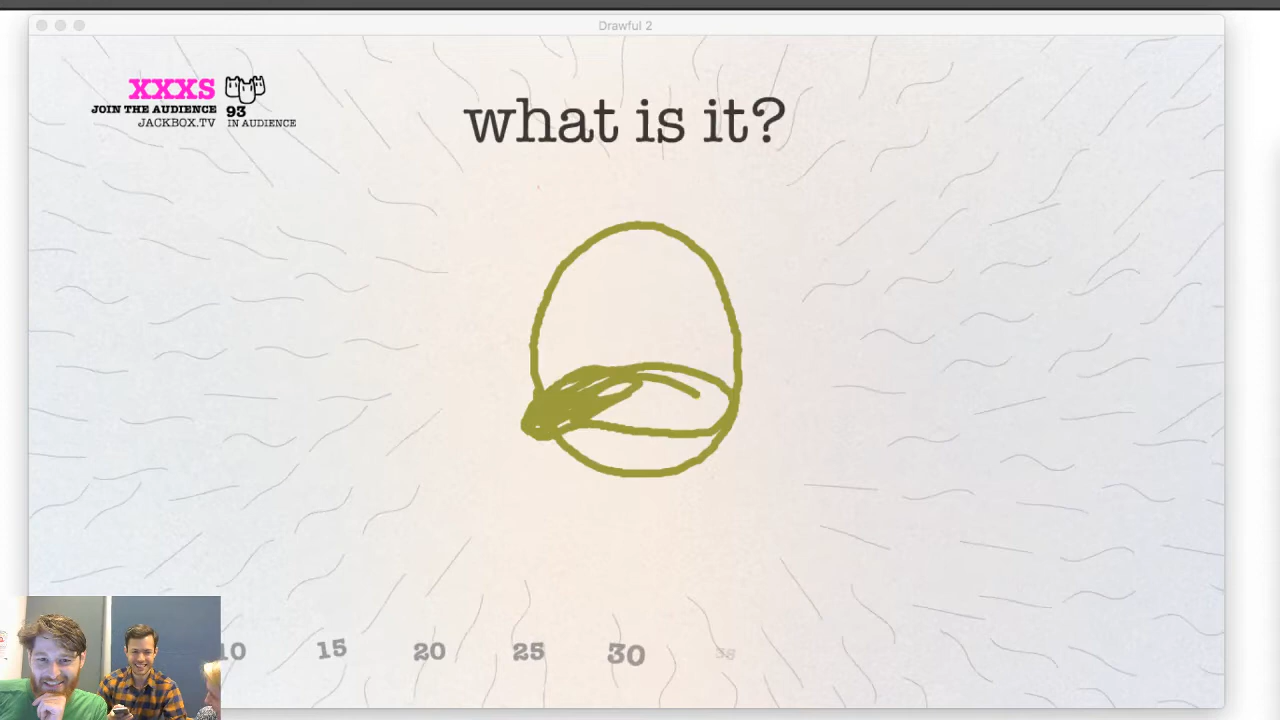 Drawful 2
XXXS
JOIN THE AUDIENCE
JACKBOX.TV
93
IN AUDIENCE
what is it?
10 15 20 25 30